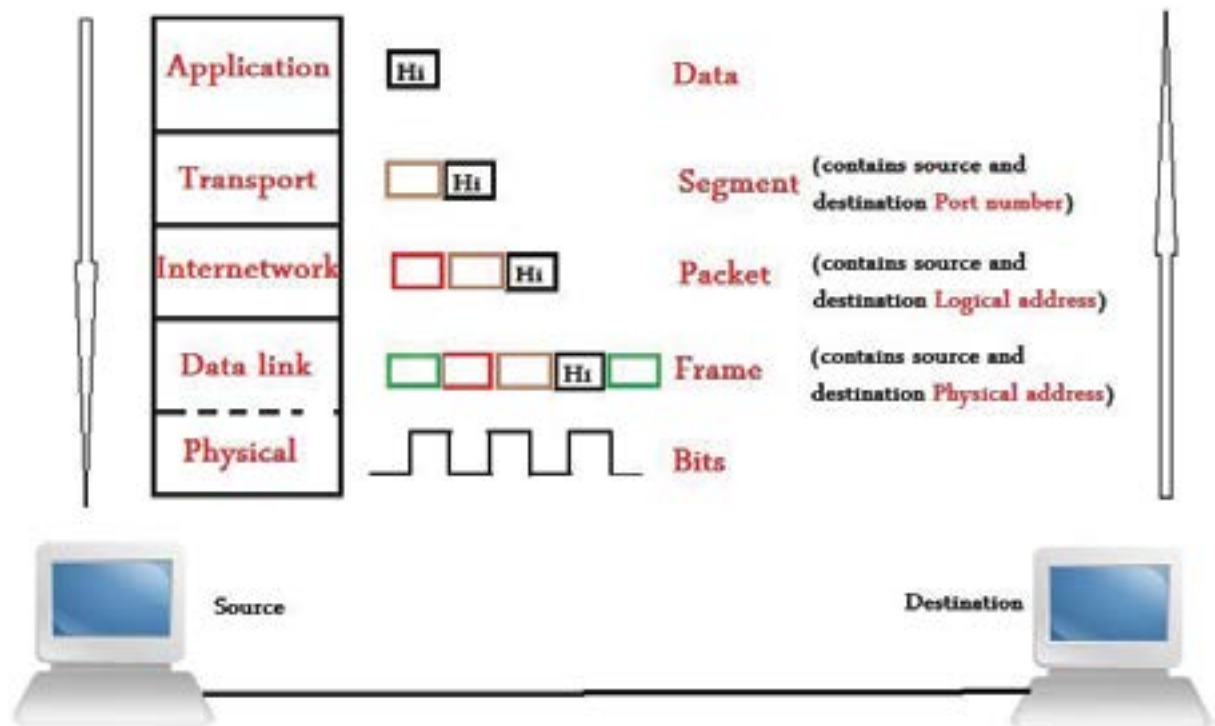 Application
Hi
Data
Transport
Hi
Segment
(contains source and
destination Port number)
Internetwork
Hi
Packet
(contains source and
destination Logical address)
Data link
Hi
Frame
(contains source and
destination Physical address)
Physical
Bits
Source
Destination